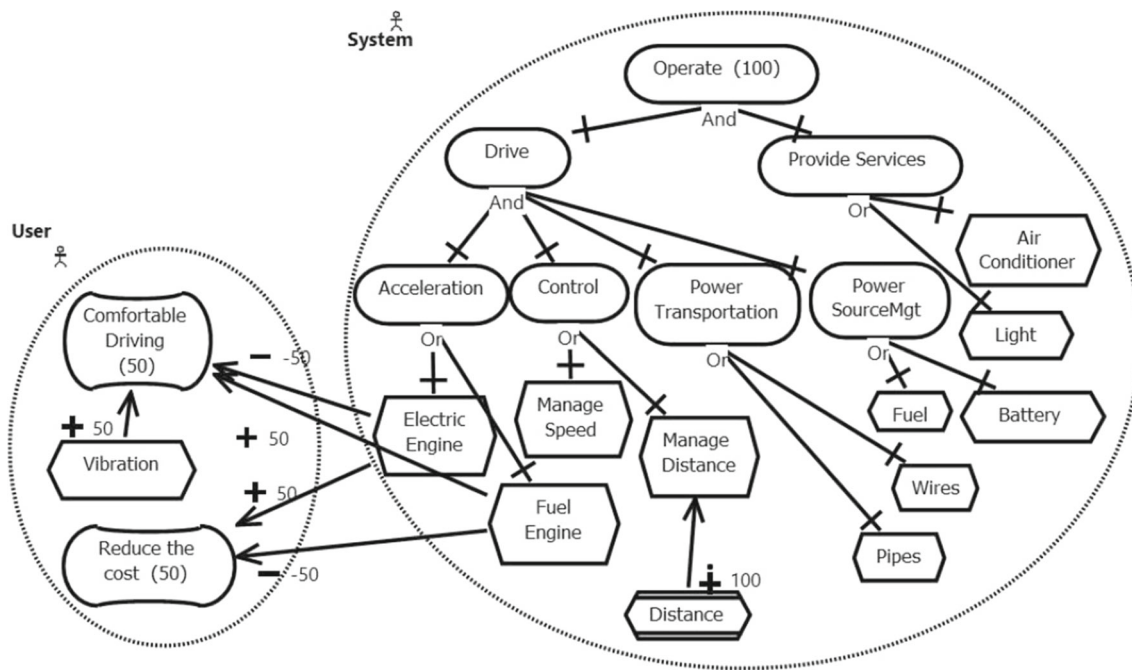 System
Operate (100)
And
Drive
Provide Services
And
Or
Air
Conditioner
User
Acceleration
Control
Power
Transportation
Power
SourceMgt
Light
Comfortable
Driving
(50)
Or
Or
Or
Or
− -50
Electric
Engine
Manage
Speed
Manage
Distance
Fuel
Battery
+ 50
+ 50
Vibration
+ 50
Fuel
Engine
Wires
Reduce the
cost (50)
− -50
Pipes
+ 100
Distance